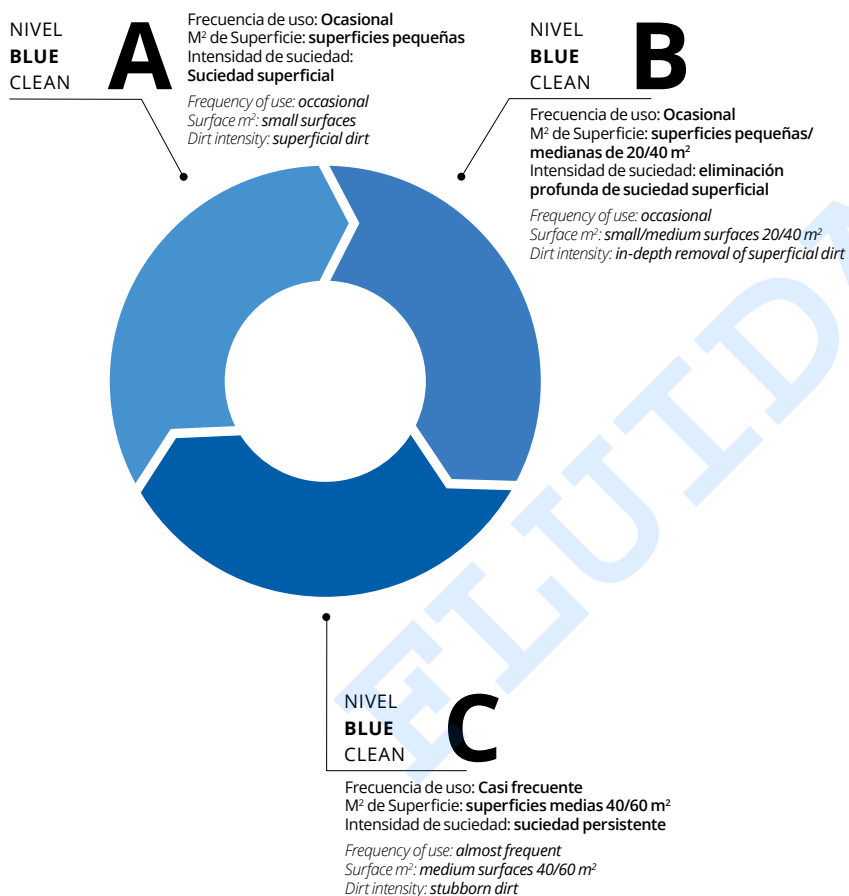 NIVEL
BLUE
CLEAN
A
Frecuencia de uso: Ocasional
M² de Superficie: superficies pequeñas
Intensidad de suciedad:
Suciedad superficial
Frequency of use: occasional
Surface m²: small surfaces
Dirt intensity: superficial dirt
NIVEL
BLUE
CLEAN
B
Frecuencia de uso: Ocasional
M² de Superficie: superficies pequeñas/
medianas de 20/40 m²
Intensidad de suciedad: eliminación
profunda de suciedad superficial
Frequency of use: occasional
Surface m²: small/medium surfaces 20/40 m²
Dirt intensity: in-depth removal of superficial dirt
NIVEL
BLUE
CLEAN
C
Frecuencia de uso: Casi frecuente
M² de Superficie: superficies medias 40/60 m²
Intensidad de suciedad: suciedad persistente
Frequency of use: almost frequent
Surface m²: medium surfaces 40/60 m²
Dirt intensity: stubborn dirt
FLUIDA